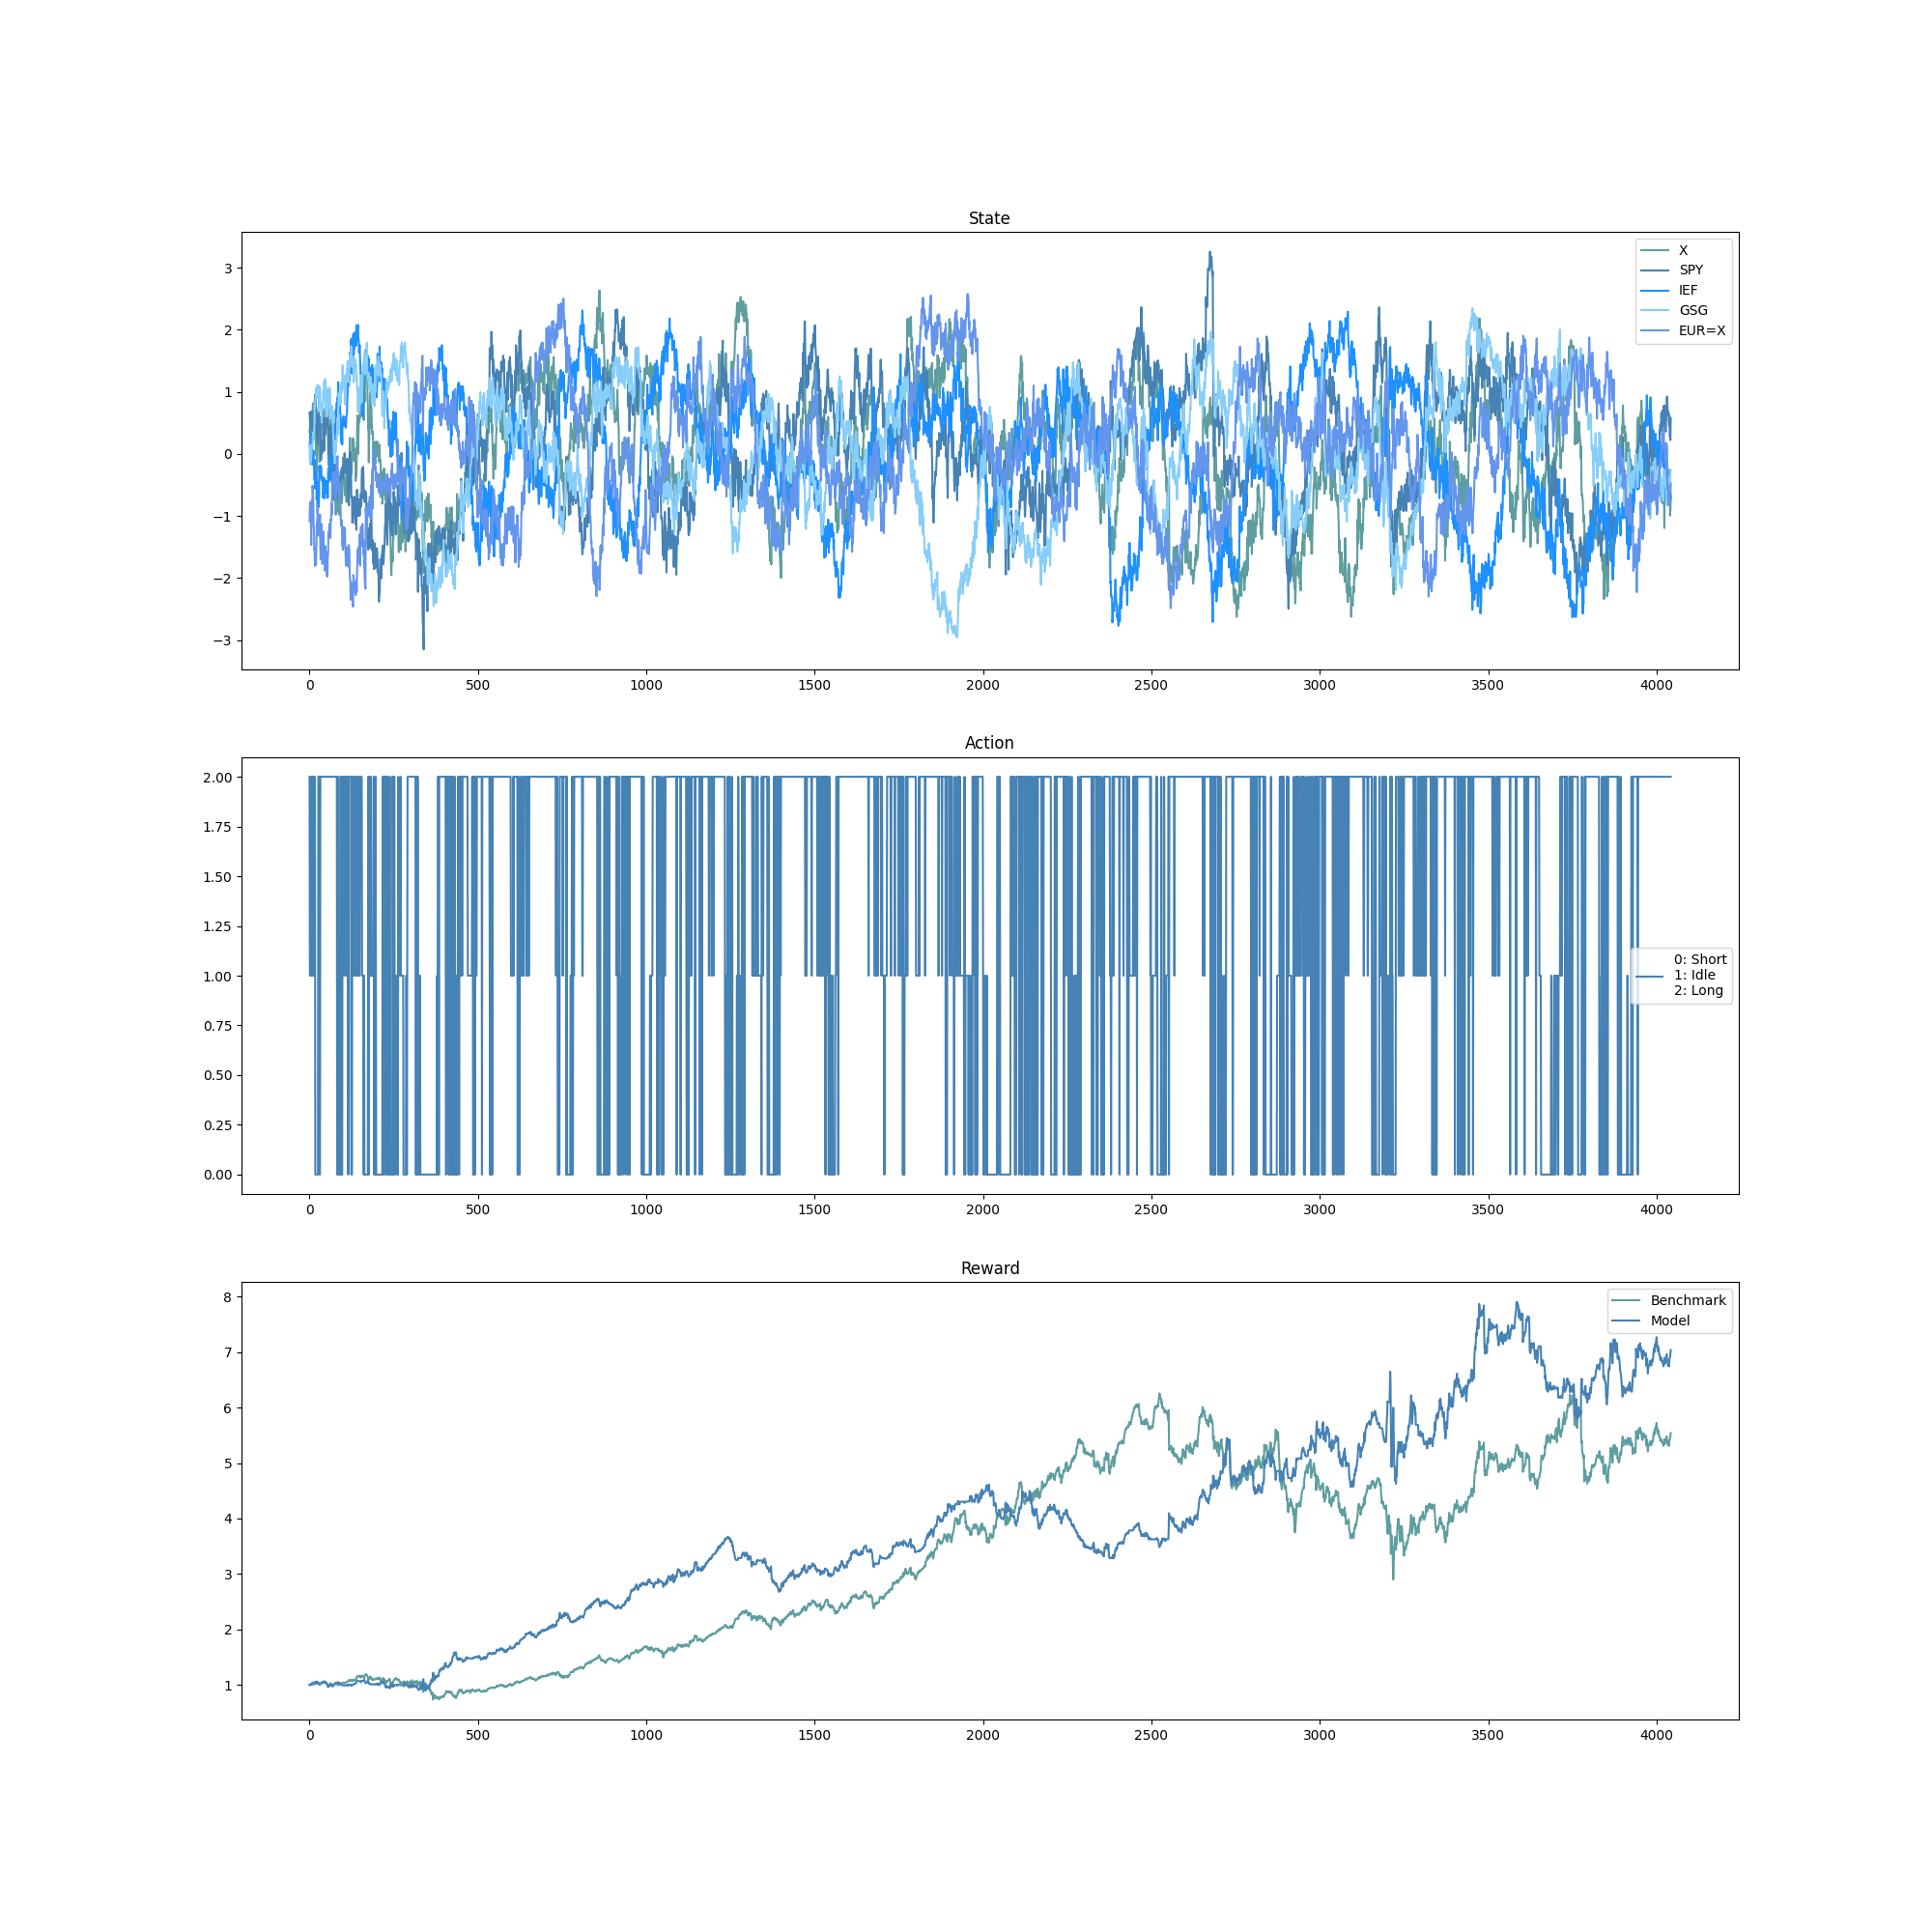 State
3
2
1
0
−1
−2
−3
X
SPY
IEF
GSG
EUR=X
0 500 1000 1500 2000 2500 3000 3500 4000
Action
2.00
1.75
1.50
1.25
1.00
0.75
0.50
0.25
0.00
0: Short
1: Idle
2: Long
0 500 1000 1500 2000 2500 3000 3500 4000
Reward
8
7
6
5
4
3
2
1
Benchmark
Model
0 500 1000 1500 2000 2500 3000 3500 4000